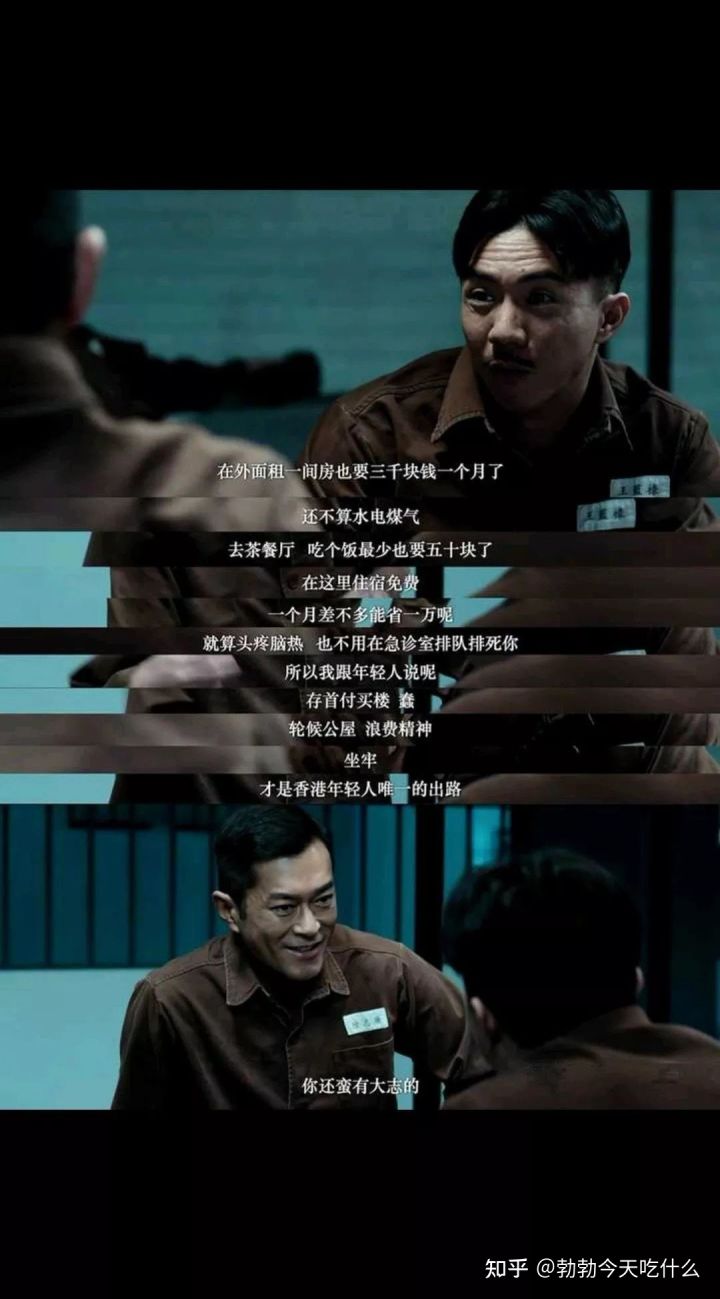 在外面租一间房也要三千块钱一个月了
还不算水电煤气
去茶餐厅 吃个饭最少也要五十块了
在这里住宿免费
一个月差不多能省一万呢
就算头疼脑热 也不用在急诊室排队排死你
所以我跟年轻人说呢
存首付买楼 蠢
轮候公屋 浪费精神
坐牢
才是香港年轻人唯一的出路
你还蛮有大志的
知乎 @勃勃今天吃什么